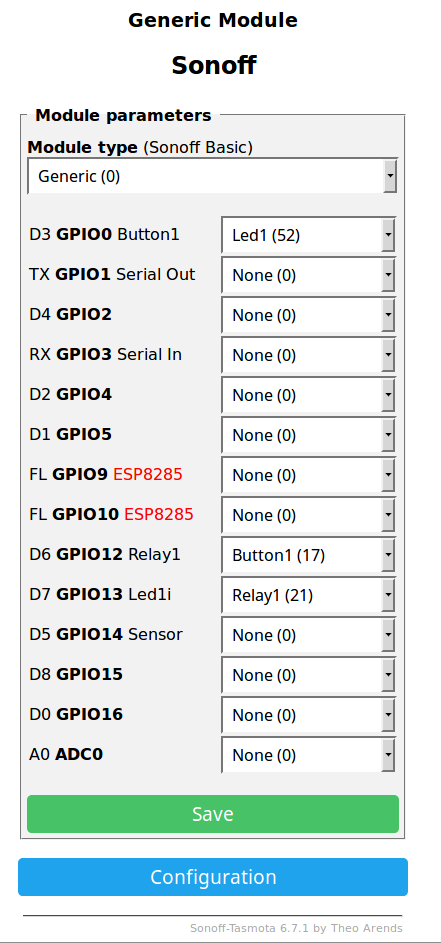 Generic Module
Sonoff
Module parameters
Module type (Sonoff Basic)
Generic (0)
D3 GPIO0 Button1 Led1 (52)
TX GPIO1 Serial Out None (0)
D4 GPIO2 None (0)
RX GPIO3 Serial In None (0)
D2 GPIO4 None (0)
D1 GPIO5 None (0)
FL GPIO9 ESP8285 None (0)
FL GPIO10 ESP8285 None (0)
D6 GPIO12 Relay1 Button1 (17)
D7 GPIO13 Led1i Relay1 (21)
D5 GPIO14 Sensor None (0)
D8 GPIO15 None (0)
D0 GPIO16 None (0)
A0 ADC0 None (0)
Save
Configuration
Sonoff-Tasmota 6.7.1 by Theo Arends